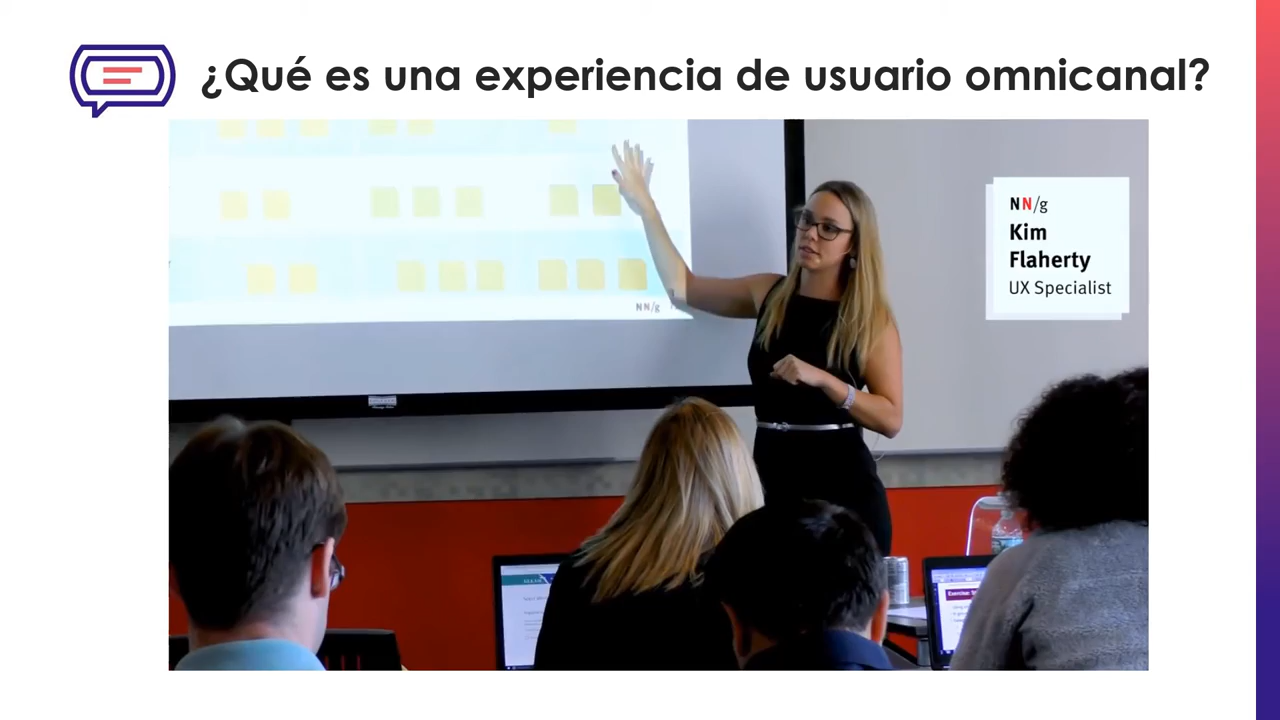 ¿Qué es una experiencia de usuario omnicanal?
NN/g
Kim
Flaherty
UX Specialist
NN/g